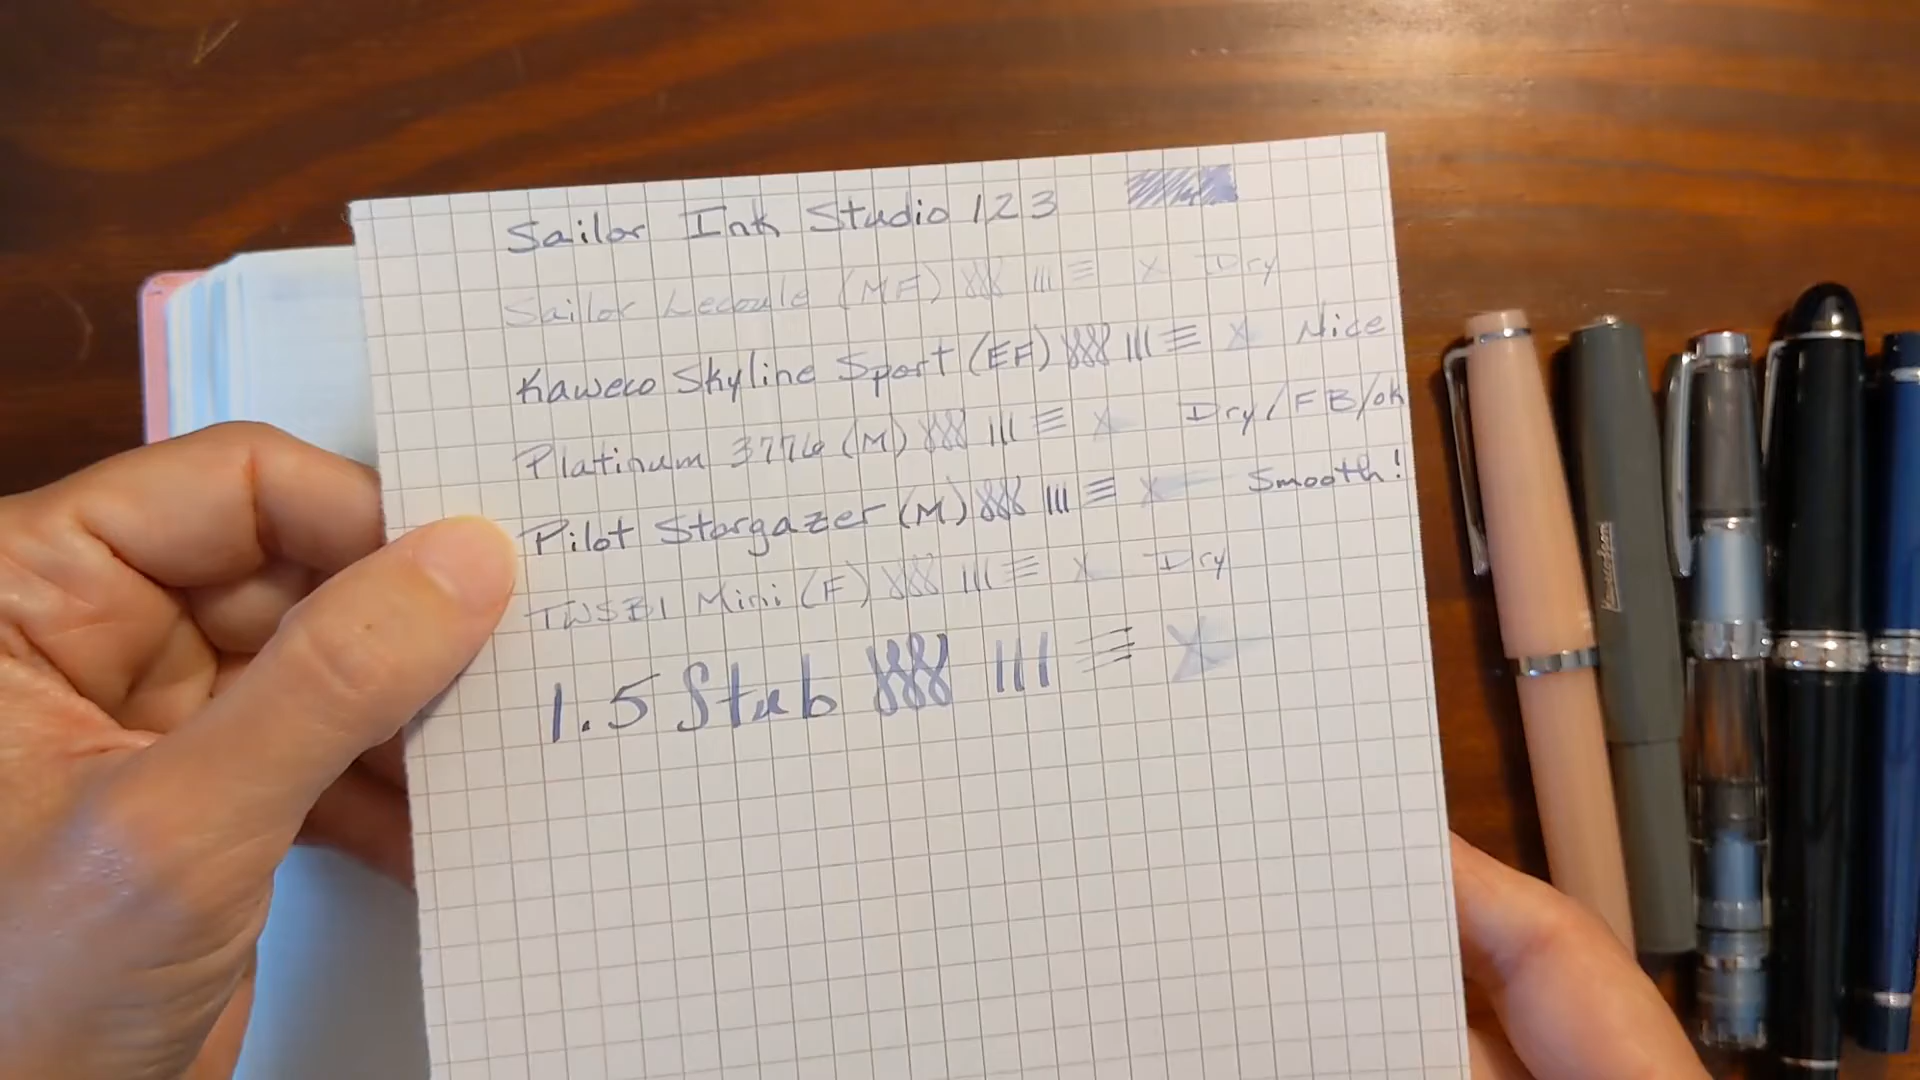 Sailor Ink Studio 123
Sailor Lecoule (MF) Dry
Kaweco Skyline Sport (EF) Nice
Platinum 3776 (M) Dry/FB/ok
Pilot Stargazer (M) Smooth!
TWSBI Mini (F) Dry
1.5 Stub